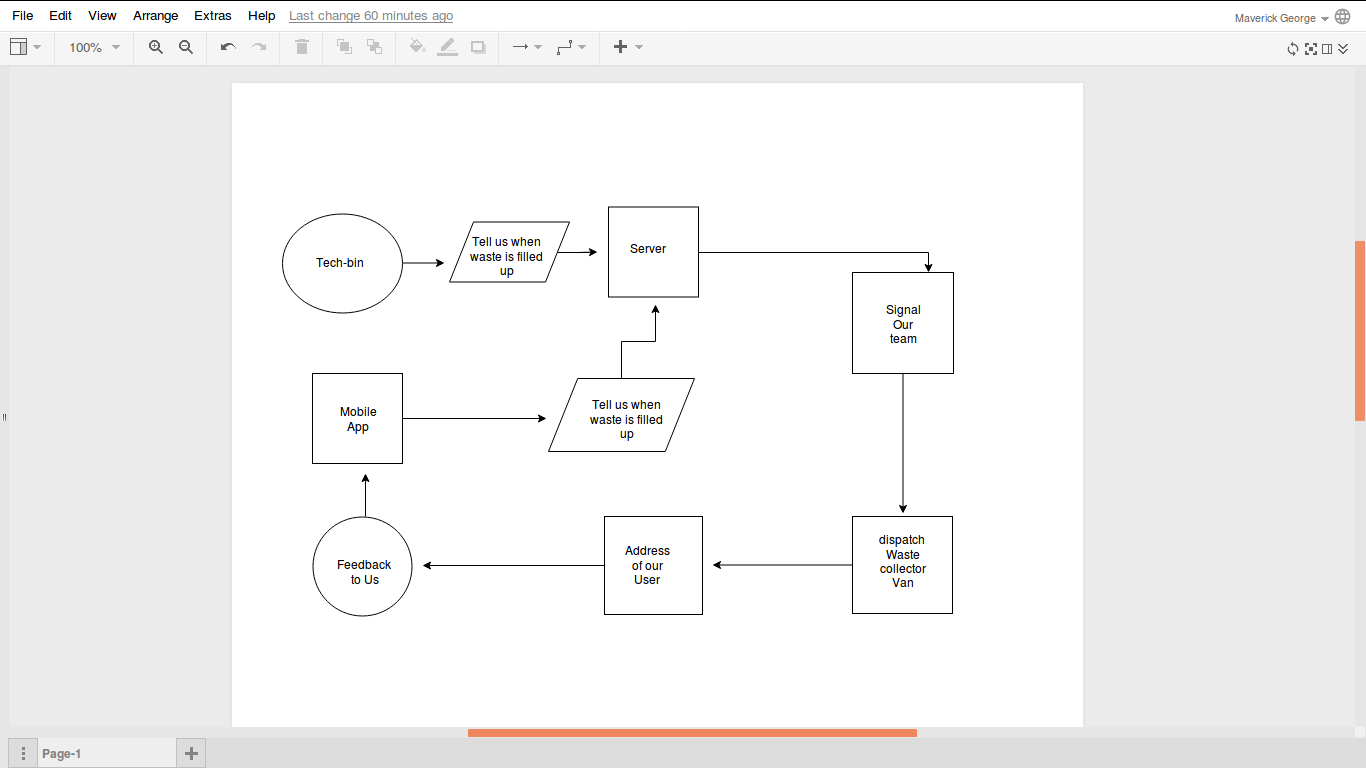 File Edit View Arrange Extras Help Last change 60 minutes ago
Maverick George
100%
Tech-bin
Tell us when
waste is filled
up
Server
Signal
Our
team
Mobile
App
Tell us when
waste is filled
up
Feedback
to Us
Address
of our
User
dispatch
Waste
collector
Van
Page-1